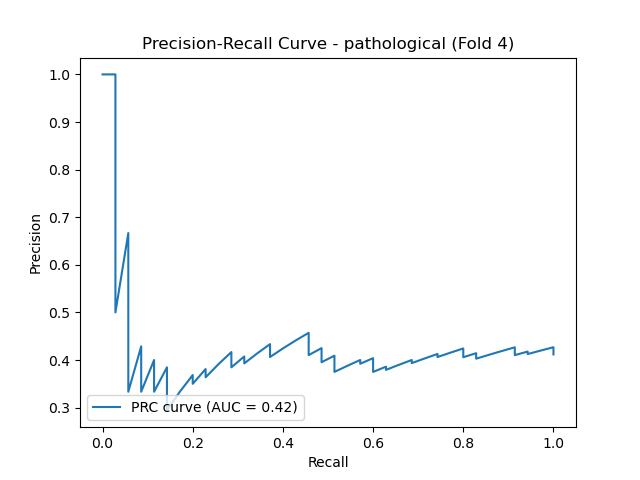 Precision-Recall Curve - pathological (Fold 4)
1.0
0.9
0.8
0.7
0.6
0.5
0.4
0.3
Precision
PRC curve (AUC = 0.42)
0.0 0.2 0.4 0.6 0.8 1.0
Recall